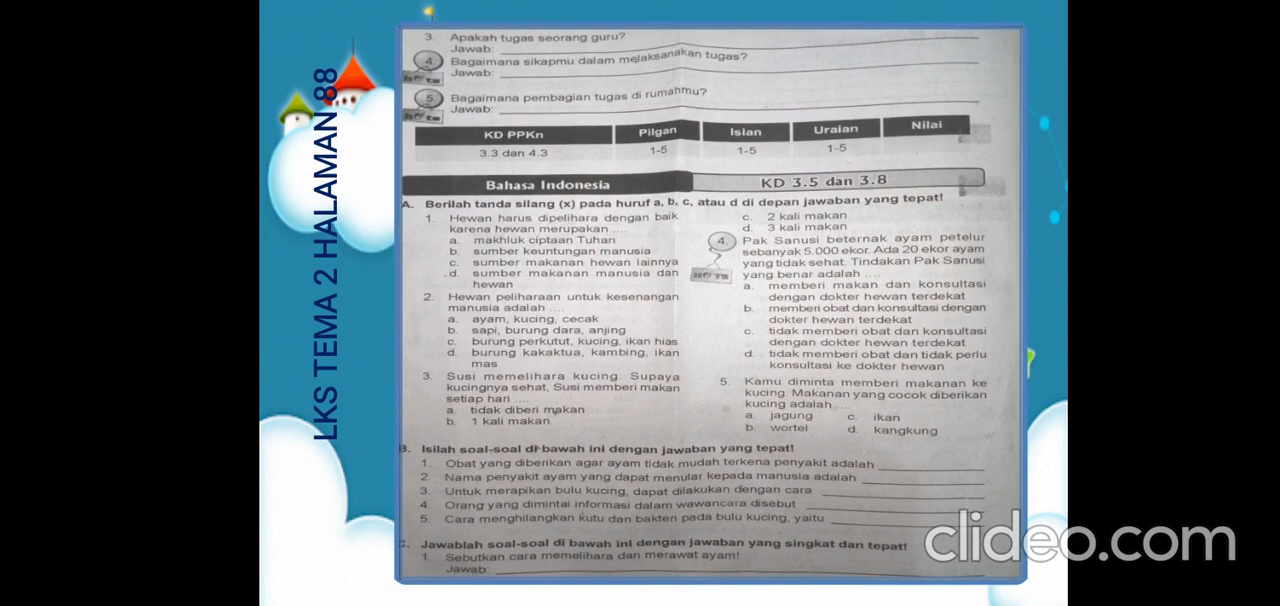 LKS TEMA 2 HALAMAN 88
3. Apakah tugas seorang guru?
Jawab:
4. Bagaimana sikapmu dalam melaksanakan tugas?
HOTS
Jawab:
5. Bagaimana pembagian tugas di rumahmu?
HOTS
Jawab:
KD PPKn Pilgan Isian Uraian Nilai
3.3 dan 4.3 1-5 1-5 1-5
Bahasa Indonesia KD 3.5 dan 3.8
A. Berilah tanda silang (x) pada huruf a, b, c, atau d di depan jawaban yang tepat!
1. Hewan harus dipelihara dengan baik
karena hewan merupakan ....
a. makhluk ciptaan Tuhan
b. sumber keuntungan manusia
c. sumber makanan hewan lainnya
d. sumber makanan manusia dan
hewan
2. Hewan peliharaan untuk kesenangan
manusia adalah ....
a. ayam, kucing, cecak
b. sapi, burung dara, anjing
c. burung perkutut, kucing, ikan hias
d. burung kakaktua, kambing, ikan
mas
3. Susi memelihara kucing. Supaya
kucingnya sehat, Susi memberi makan
setiap hari ....
a. tidak diberi makan
b. 1 kali makan
c. 2 kali makan
d. 3 kali makan
4. Pak Sanusi beternak ayam petelur
sebanyak 5.000 ekor. Ada 20 ekor ayam
yang tidak sehat. Tindakan Pak Sanusi
HOTS yang benar adalah ....
a. memberi makan dan konsultasi
dengan dokter hewan terdekat
b. memberi obat dan konsultasi dengan
dokter hewan terdekat
c. tidak memberi obat dan konsultasi
dengan dokter hewan terdekat
d. tidak memberi obat dan tidak perlu
konsultasi ke dokter hewan
5. Kamu diminta memberi makanan ke
kucing. Makanan yang cocok diberikan
kucing adalah ....
a. jagung c. ikan
b. wortel d. kangkung
B. Isilah soal-soal di bawah ini dengan jawaban yang tepat!
1. Obat yang diberikan agar ayam tidak mudah terkena penyakit adalah
2. Nama penyakit ayam yang dapat menular kepada manusia adalah
3. Untuk merapikan bulu kucing, dapat dilakukan dengan cara
4. Orang yang dimintai informasi dalam wawancara disebut
5. Cara menghilangkan kutu dan bakteri pada bulu kucing, yaitu
C. Jawablah soal-soal di bawah ini dengan jawaban yang singkat dan tepat!
1. Sebutkan cara memelihara dan merawat ayam!
Jawab:
clideo.com